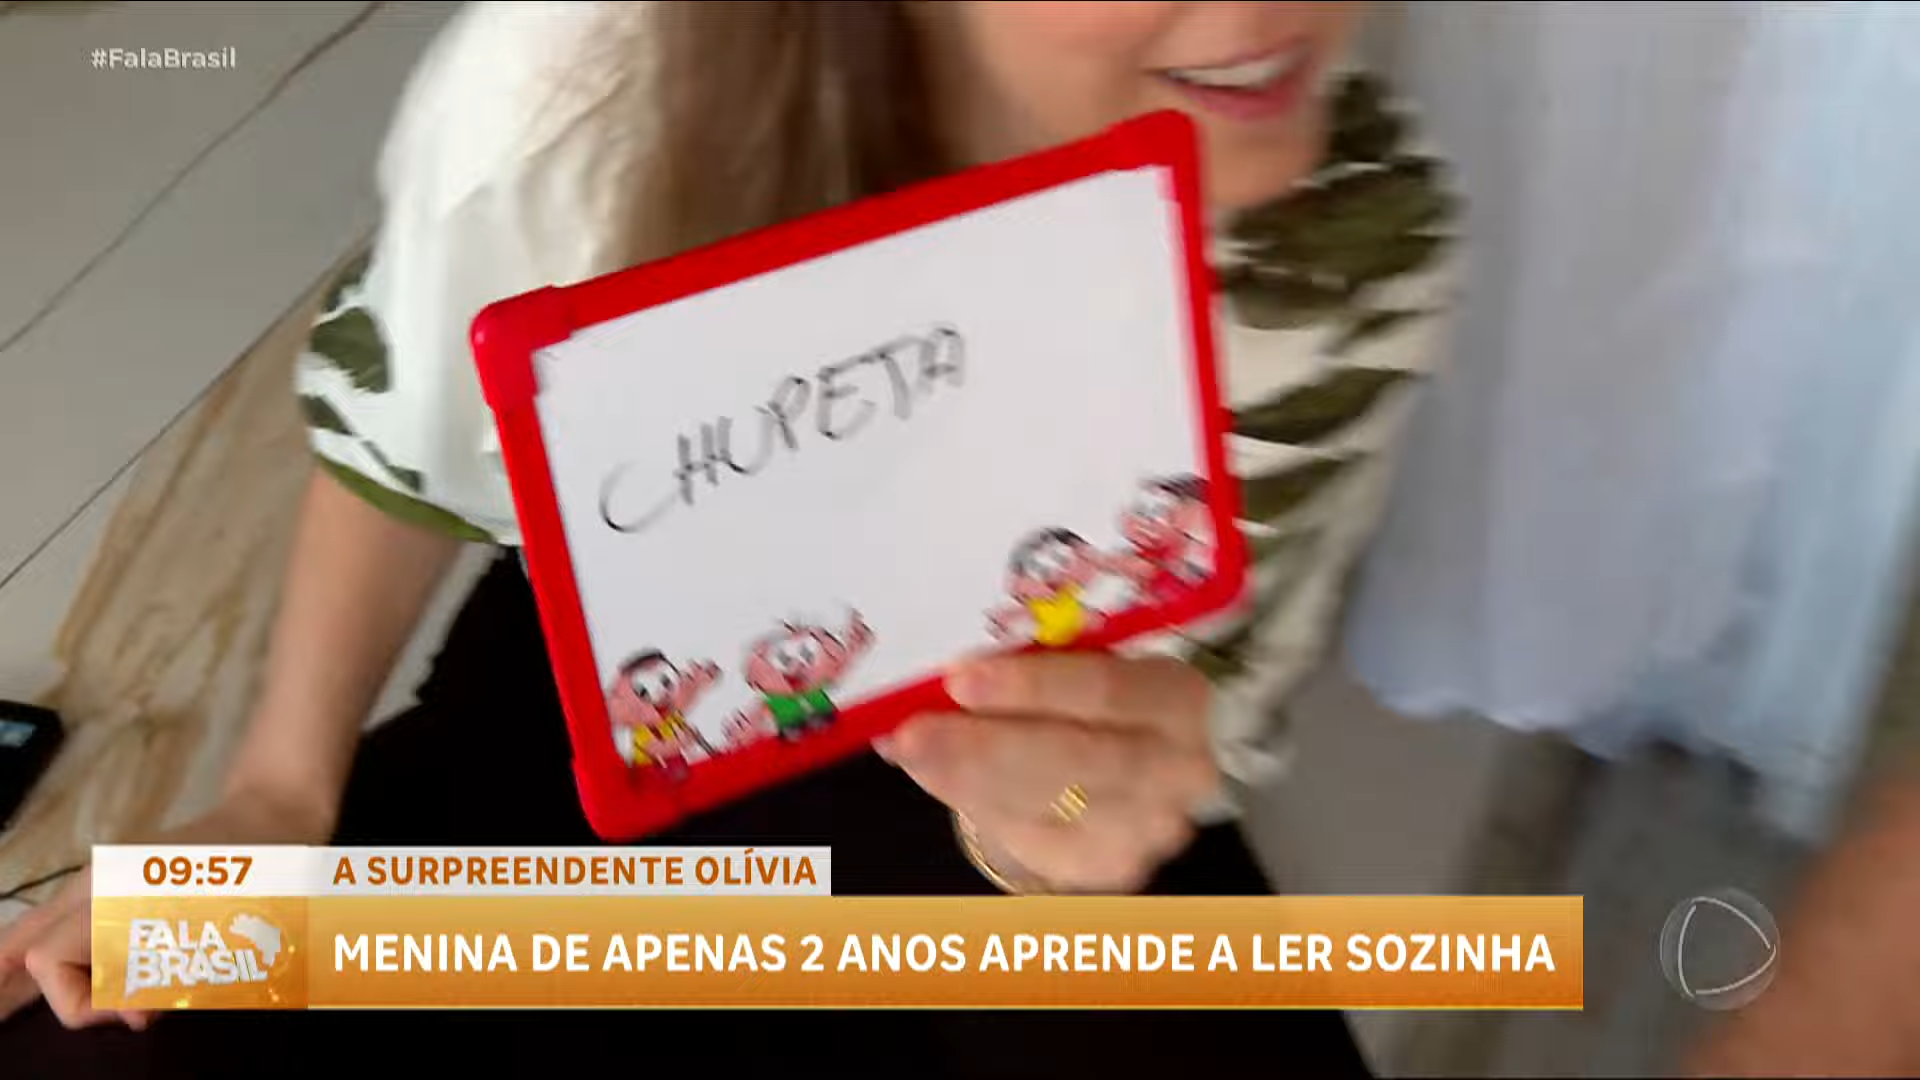 #FalaBrasil
CHUPETA
09:57
A SURPREENDENTE OLÍVIA
FALA
BRASIL
MENINA DE APENAS 2 ANOS APRENDE A LER SOZINHA